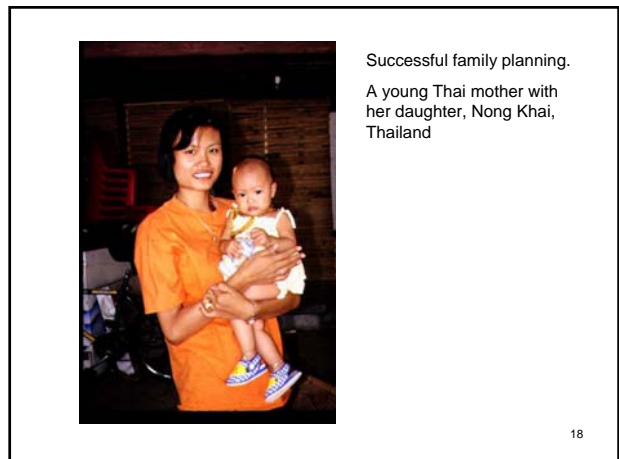 Successful family planning.
A young Thai mother with
her daughter, Nong Khai,
Thailand
18